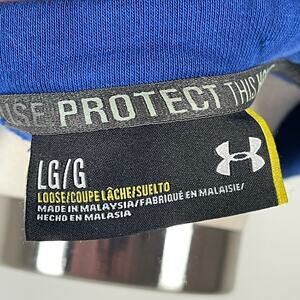 PROTECT THIS
LG/G
LOOSE/COUPE LÂCHE/SUELTO
MADE IN MALAYSIA/FABRIQUÉ EN MALAISIE/
HECHO EN MALASIA